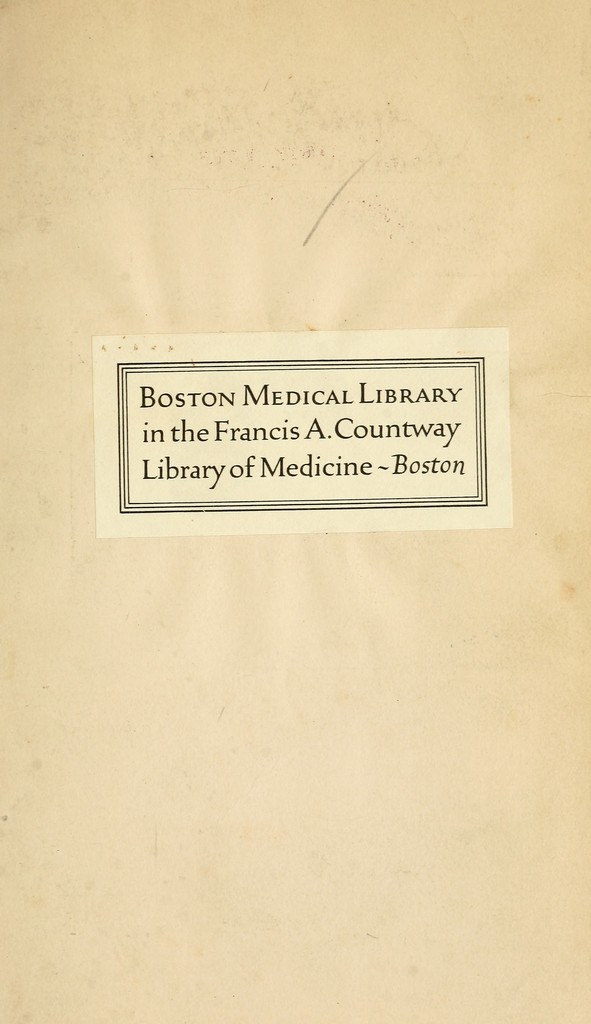 Boston Medical Library
in the Francis A. Countway
Library of Medicine ~ Boston